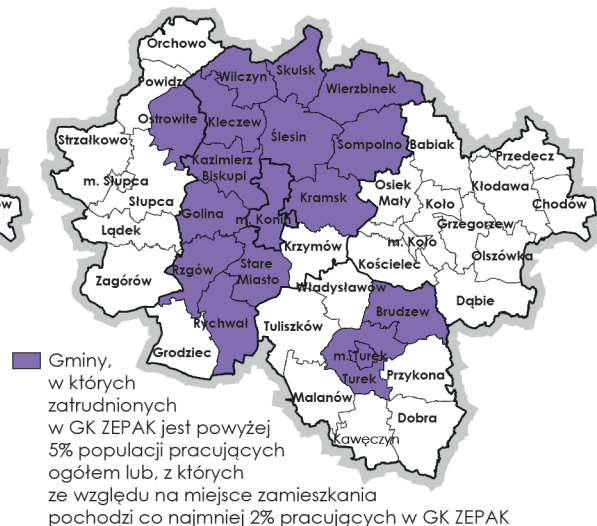 Orchowo
Powidz
Wilczyn
Skulsk
Wierzbinek
Ostrowite
Kleczew
Ślesin
Sompolno
Babiak
Strzałkowo
Kazimierz
Biskupi
Przedecz
m. Słupca
Słupca
Osiek
Mały
Kłodawa
Koło
Chodów
Golina
m. Konin
Kramsk
Grzegorzew
Lądek
m. Koło
Krzymów
Kościelec
Olszówka
Zagórów
Rzgów
Stare
Miasto
Władysławów
Dąbie
Brudzew
Rychwał
Tuliszków
Grodziec
m. Turek
Turek
Przykona
Malanów
Dobra
Kawęczyn
Gminy,
w których
zatrudnionych
w GK ZEPAK jest powyżej
5% populacji pracujących
ogółem lub, z których
ze względu na miejsce zamieszkania
pochodzi co najmniej 2% pracujących w GK ZEPAK